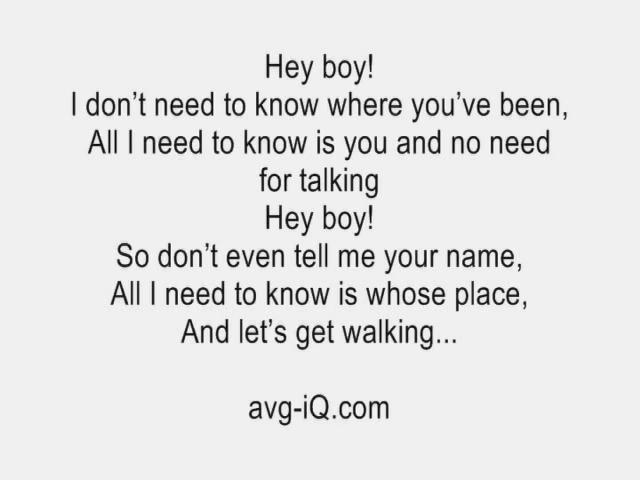 Hey boy!
I don't need to know where you've been,
All I need to know is you and no need
for talking
Hey boy!
So don't even tell me your name,
All I need to know is whose place,
And let's get walking...
avg-iQ.com